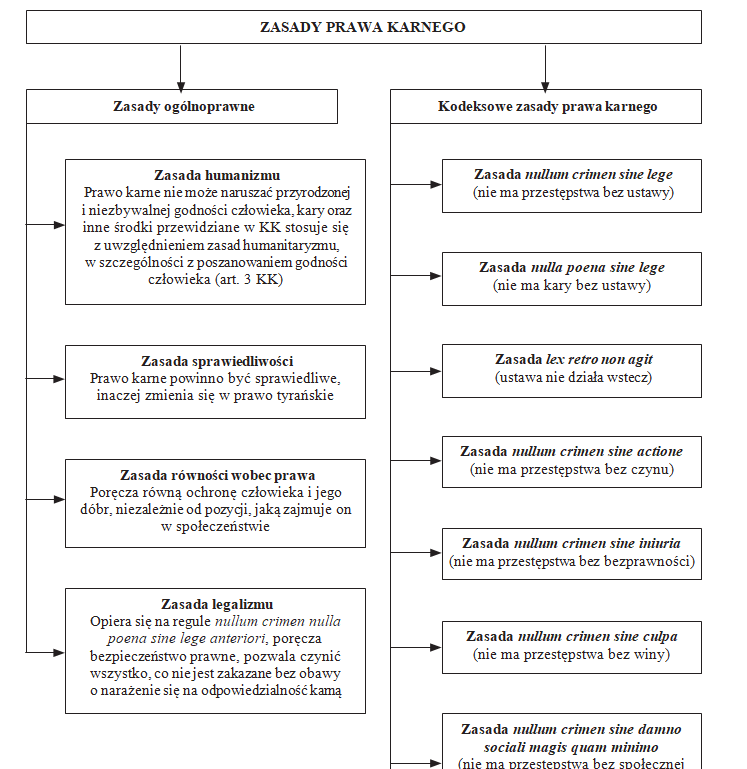 ZASADY PRAWA KARNEGO
Zasady ogólnoprawne
Zasada humanizmu
Prawo karne nie może naruszać przyrodzonej
i niezbywalnej godności człowieka, kary oraz
inne środki przewidziane w KK stosuje się
z uwzględnieniem zasad humanitaryzmu,
w szczególności z poszanowaniem godności
człowieka (art. 3 KK)
Zasada sprawiedliwości
Prawo karne powinno być sprawiedliwe,
inaczej zmienia się w prawo tyrańskie
Zasada równości wobec prawa
Poręcza równą ochronę człowieka i jego
dóbr, niezależnie od pozycji, jaką zajmuje on
w społeczeństwie
Zasada legalizmu
Opiera się na regule nullum crimen nulla
poena sine lege anteriori, poręcza
bezpieczeństwo prawne, pozwala czynić
wszystko, co nie jest zakazane bez obawy
o narażenie się na odpowiedzialność kamą
Kodeksowe zasady prawa karnego
Zasada nullum crimen sine lege
(nie ma przestępstwa bez ustawy)
Zasada nulla poena sine lege
(nie ma kary bez ustawy)
Zasada lex retro non agit
(ustawa nie działa wstecz)
Zasada nullum crimen sine actione
(nie ma przestępstwa bez czynu)
Zasada nullum crimen sine iniuria
(nie ma przestępstwa bez bezprawności)
Zasada nullum crimen sine culpa
(nie ma przestępstwa bez winy)
Zasada nullum crimen sine damno
sociali magis quam minimo
(nie ma przestępstwa bez społecznej